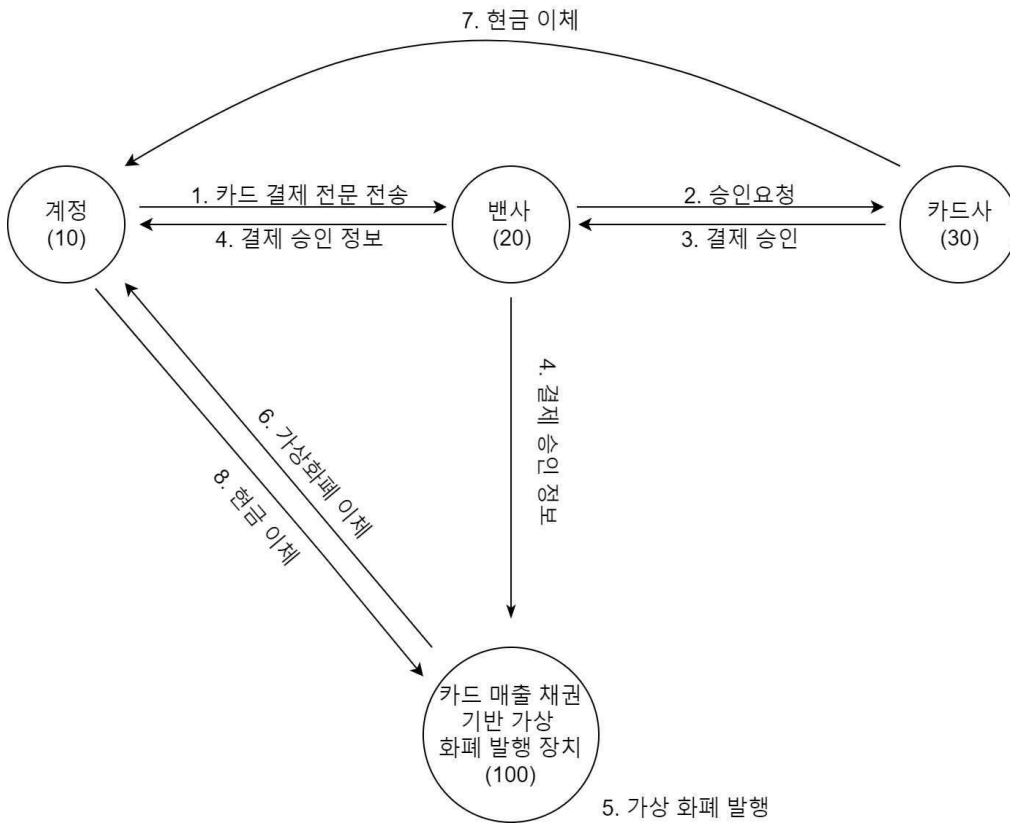 7. 현금 이체
계정
(10)
1. 카드 결제 전문 전송
4. 결제 승인 정보
밴사
(20)
2. 승인요청
3. 결제 승인
카드사
(30)
4. 결제 승인 정보
6. 가상화폐 이체
8. 현금 이체
카드 매출 채권
기반 가상
화폐 발행 장치
(100)
5. 가상 화폐 발행